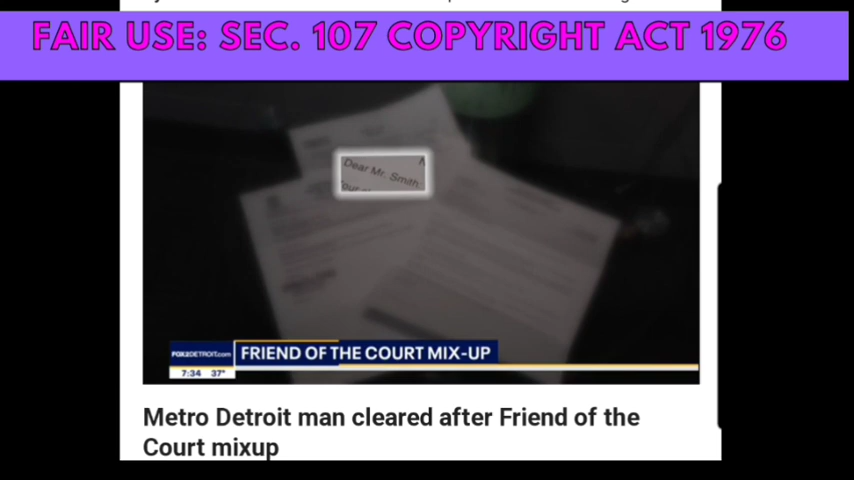 FAIR USE: SEC. 107 COPYRIGHT ACT 1976
Dear Mr. Smith.
FOX2DETROIT.com
FRIEND OF THE COURT MIX-UP
7:34 37°
Metro Detroit man cleared after Friend of the
Court mixup